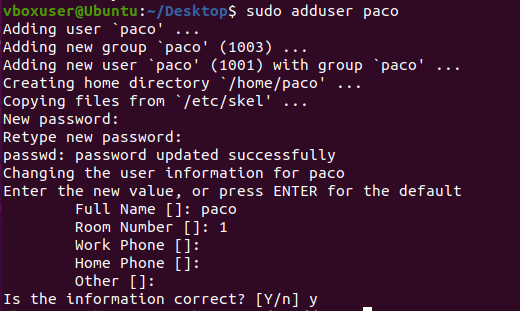 vboxuser@Ubuntu:~/Desktop$ sudo adduser paco
Adding user `paco' ...
Adding new group `paco' (1003) ...
Adding new user `paco' (1001) with group `paco' ...
Creating home directory `/home/paco' ...
Copying files from `/etc/skel' ...
New password:
Retype new password:
passwd: password updated successfully
Changing the user information for paco
Enter the new value, or press ENTER for the default
        Full Name []: paco
        Room Number []: 1
        Work Phone []:
        Home Phone []:
        Other []:
Is the information correct? [Y/n] y